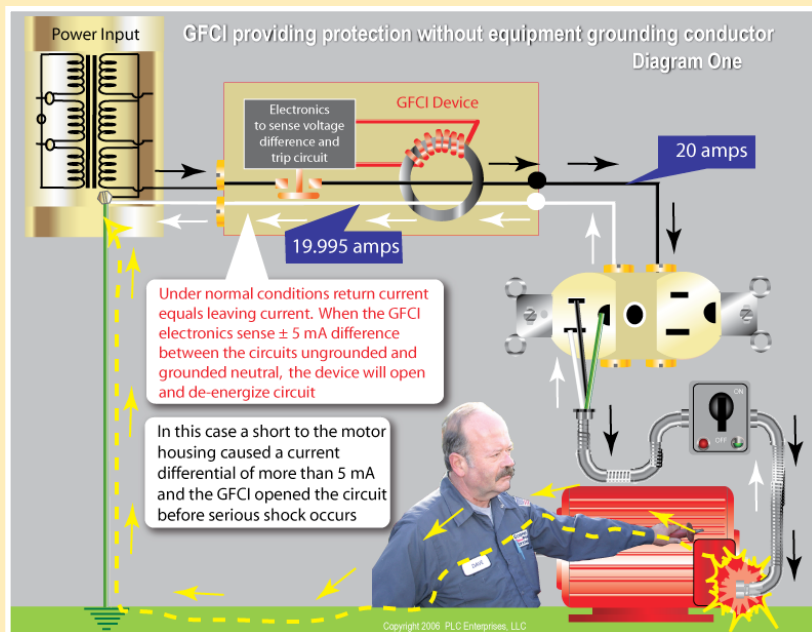 Power Input
GFCI providing protection without equipment grounding conductor
Diagram One
Electronics
to sense voltage
difference and
trip circuit
GFCI Device
20 amps
19.995 amps
Under normal conditions return current
equals leaving current. When the GFCI
electronics sense ± 5 mA difference
between the circuits ungrounded and
grounded neutral, the device will open
and de-energize circuit
In this case a short to the motor
housing caused a current
differential of more than 5 mA
and the GFCI opened the circuit
before serious shock occurs
ON
OFF
Copyright 2006 PLC Enterprises, LLC